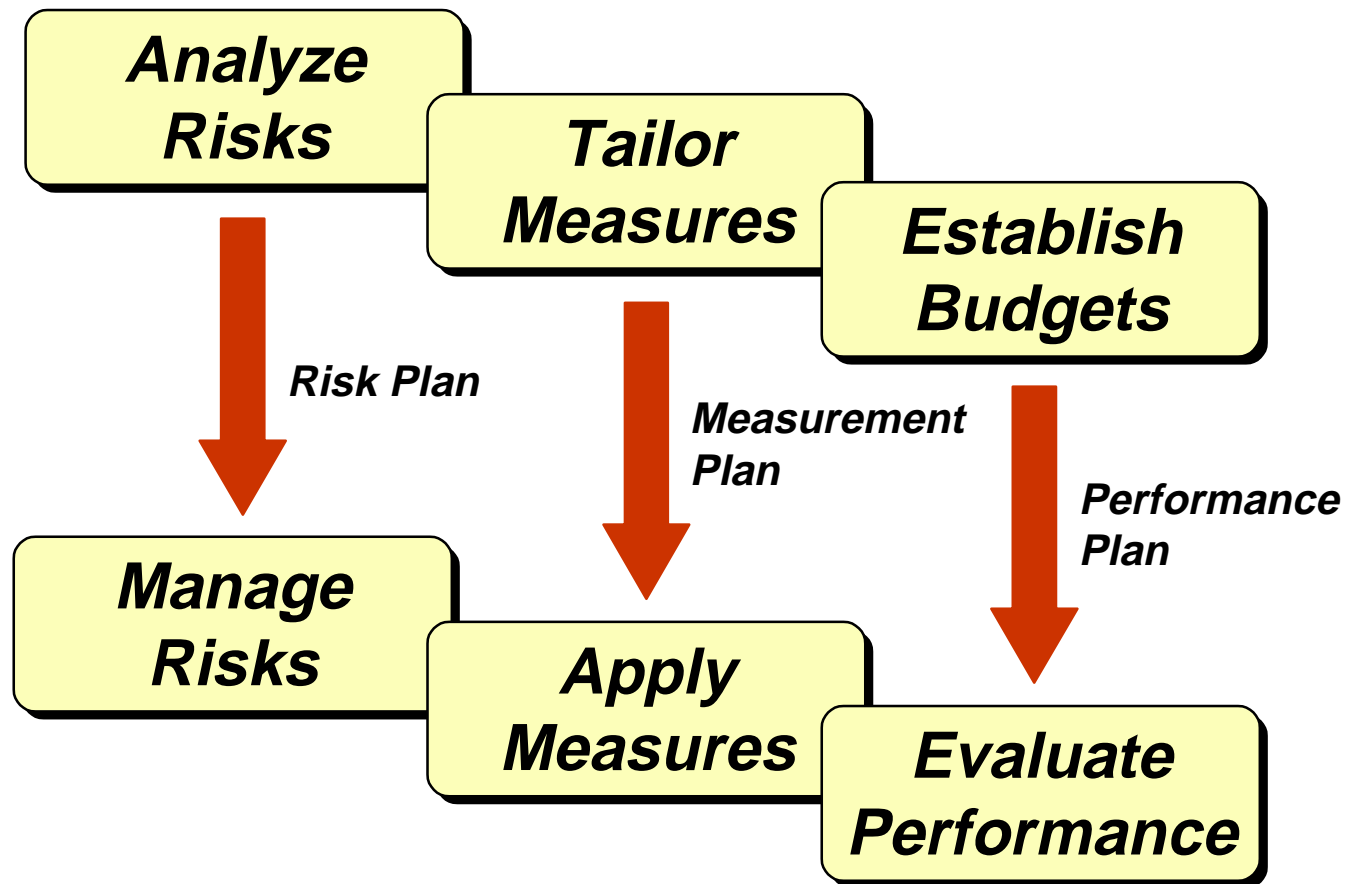 Analyze
Risks
Tailor
Measures
Establish
Budgets
Risk Plan
Measurement
Plan
Performance
Plan
Manage
Risks
Apply
Measures
Evaluate
Performance